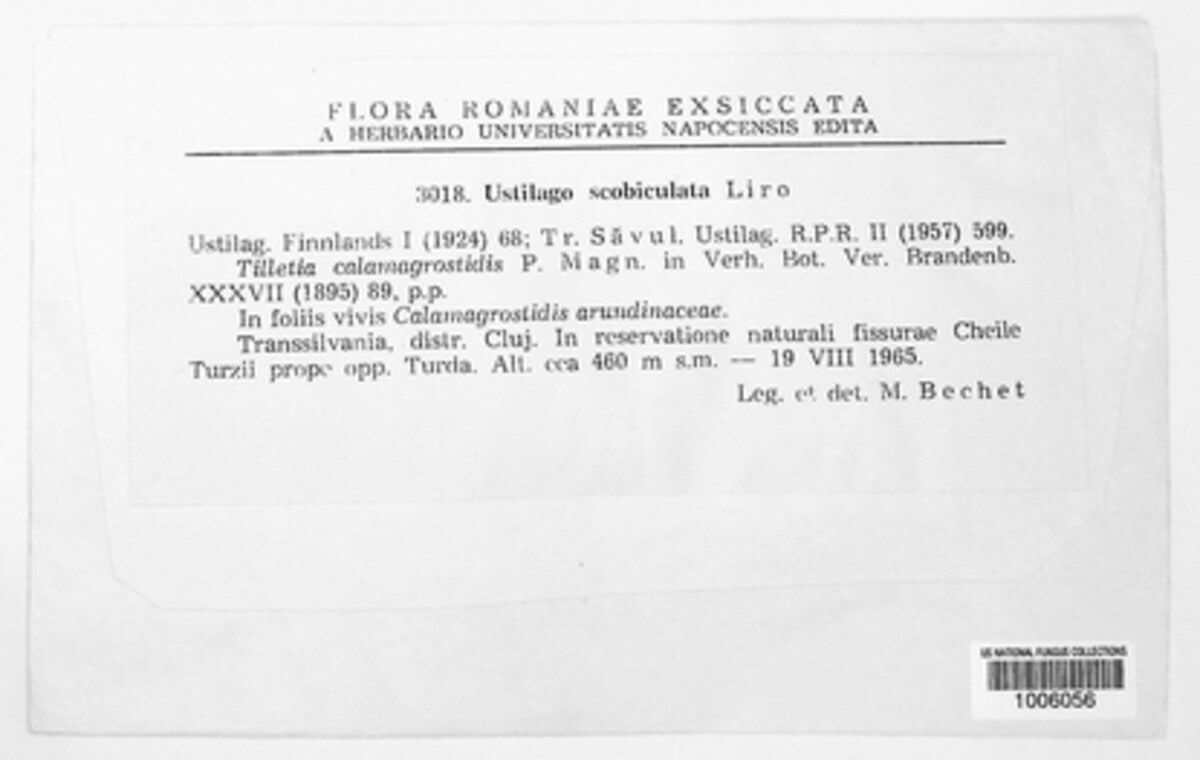 FLORA ROMANIAE EXSICCATA
A HERBARIO UNIVERSITATIS NAPOCENSIS EDITA
3018. Ustilago scobiculata Liro
Ustilag. Finnlands I (1924) 68; Tr. Săvul. Ustilag. R.P.R. II (1957) 599.
Tilletia calamagrostidis P. Magn. in Verh. Bot. Ver. Brandenb.
XXXVII (1895) 89, p.p.
In foliis vivis Calamagrostidis arundinaceae.
Transsilvania, distr. Cluj. In reservatione naturali fissurae Cheile
Turzii prope opp. Turda. Alt. cca 460 m s.m. — 19 VIII 1965.
Leg. et det. M. Bechet
US NATIONAL FUNGUS COLLECTIONS
1006056